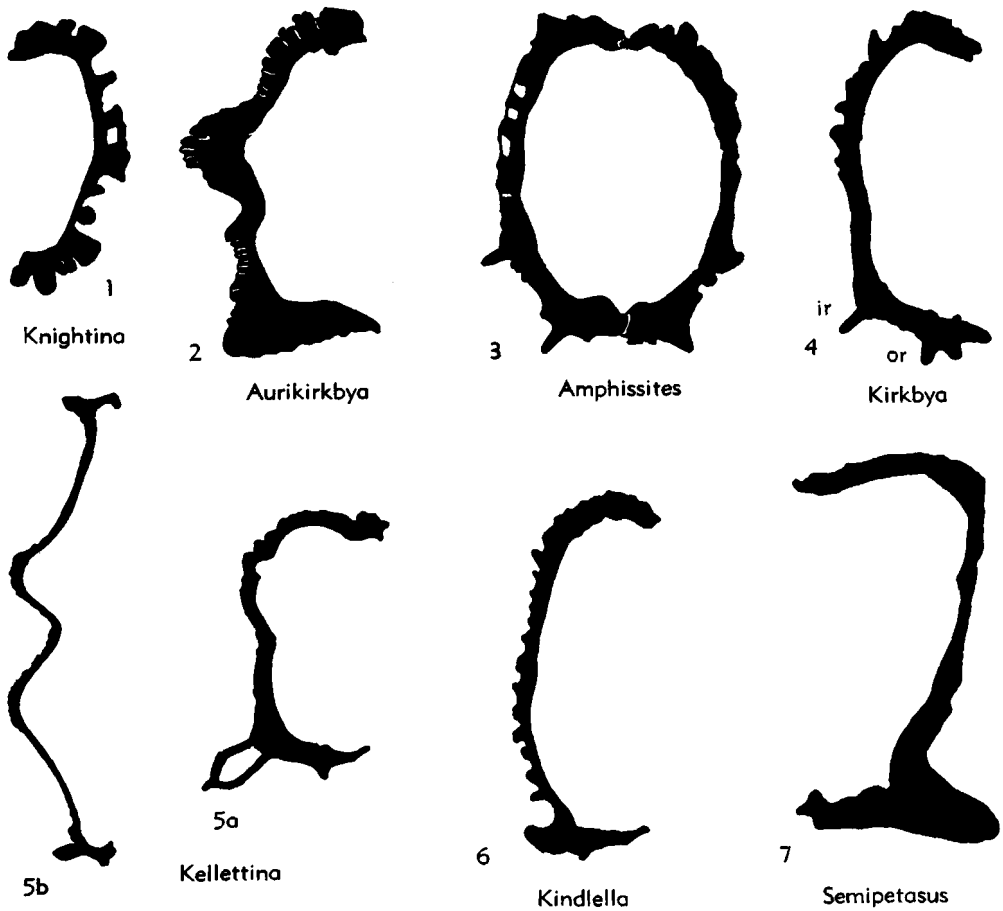 1
Knightina
2
Aurikirkbya
3
Amphissites
ir
4
or
Kirkbya
5b
5a
Kellettina
6
Kindlella
7
Semipetasus